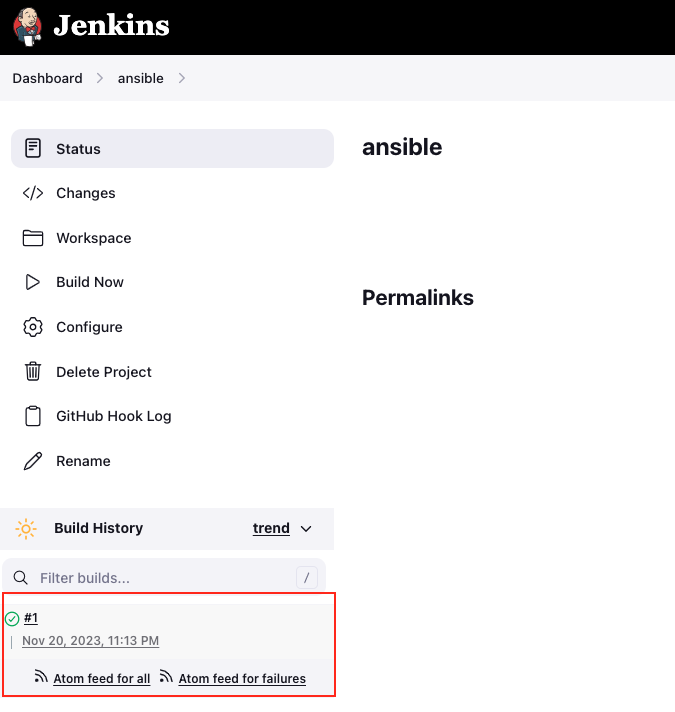 Jenkins
Dashboard > ansible >
Status
ansible
Changes
Workspace
Build Now
Permalinks
Configure
Delete Project
GitHub Hook Log
Rename
Build History trend
Filter builds... /
#1
Nov 20, 2023, 11:13 PM
Atom feed for all Atom feed for failures